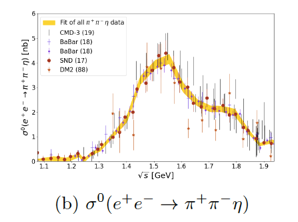 6
5
4
3
2
1
0
σ⁰(e⁺e⁻ → π⁺π⁻η) [nb]
Fit of all π⁺π⁻η data
CMD-3 (19)
BaBar (18)
BaBar (18)
SND (17)
DM2 (88)
1.1 1.2 1.3 1.4 1.5 1.6 1.7 1.8 1.9
√s [GeV]
(b) σ⁰(e⁺e⁻ → π⁺π⁻η)